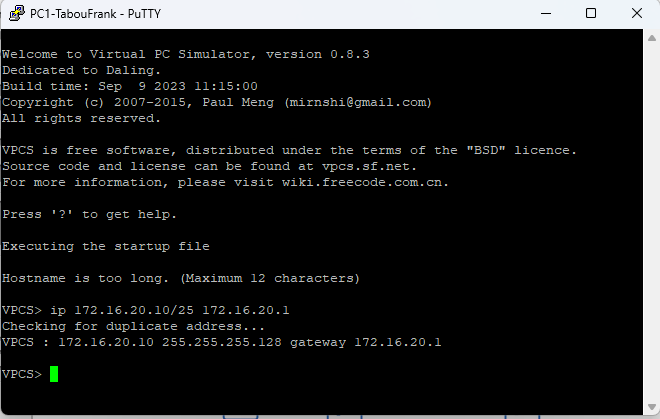 PC1-TabouFrank - PuTTY
Welcome to Virtual PC Simulator, version 0.8.3
Dedicated to Daling.
Build time: Sep  9 2023 11:15:00
Copyright (c) 2007-2015, Paul Meng (mirnshi@gmail.com)
All rights reserved.
VPCS is free software, distributed under the terms of the "BSD" licence.
Source code and license can be found at vpcs.sf.net.
For more information, please visit wiki.freecode.com.cn.
Press '?' to get help.
Executing the startup file
Hostname is too long. (Maximum 12 characters)
VPCS> ip 172.16.20.10/25 172.16.20.1
Checking for duplicate address...
VPCS : 172.16.20.10 255.255.255.128 gateway 172.16.20.1
VPCS>